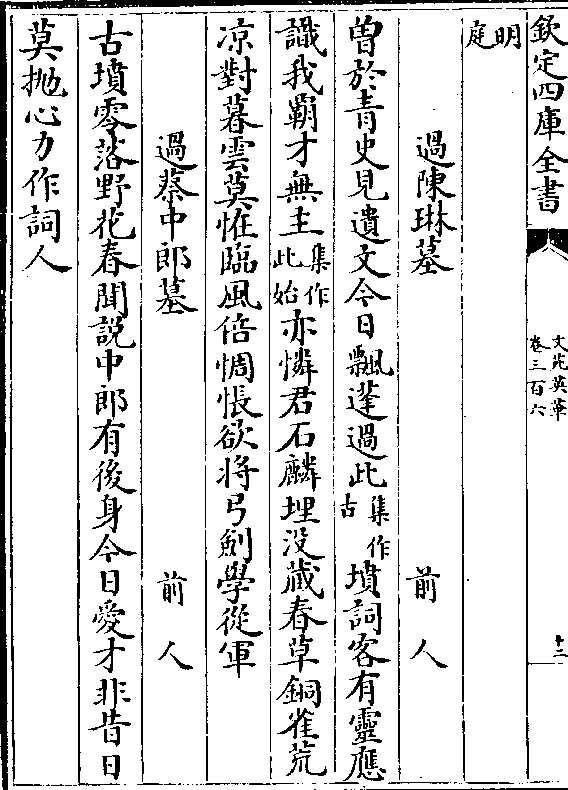 欽定四庫全書
文苑英華
卷三百六
十三
明庭
過陳琳墓 前人
曽於青史見遺文今日飄蓬過此集作古墳詞客有靈應
識我覇才無主集作此始亦憐君石麟埋沒藏春草銅雀荒
凉對暮雲莫恠臨風倍惆悵欲将弓劍學從軍
過蔡中郎墓 前人
古墳零落野花春聞說中郎有後身今日愛才非昔日
莫抛心力作詞人